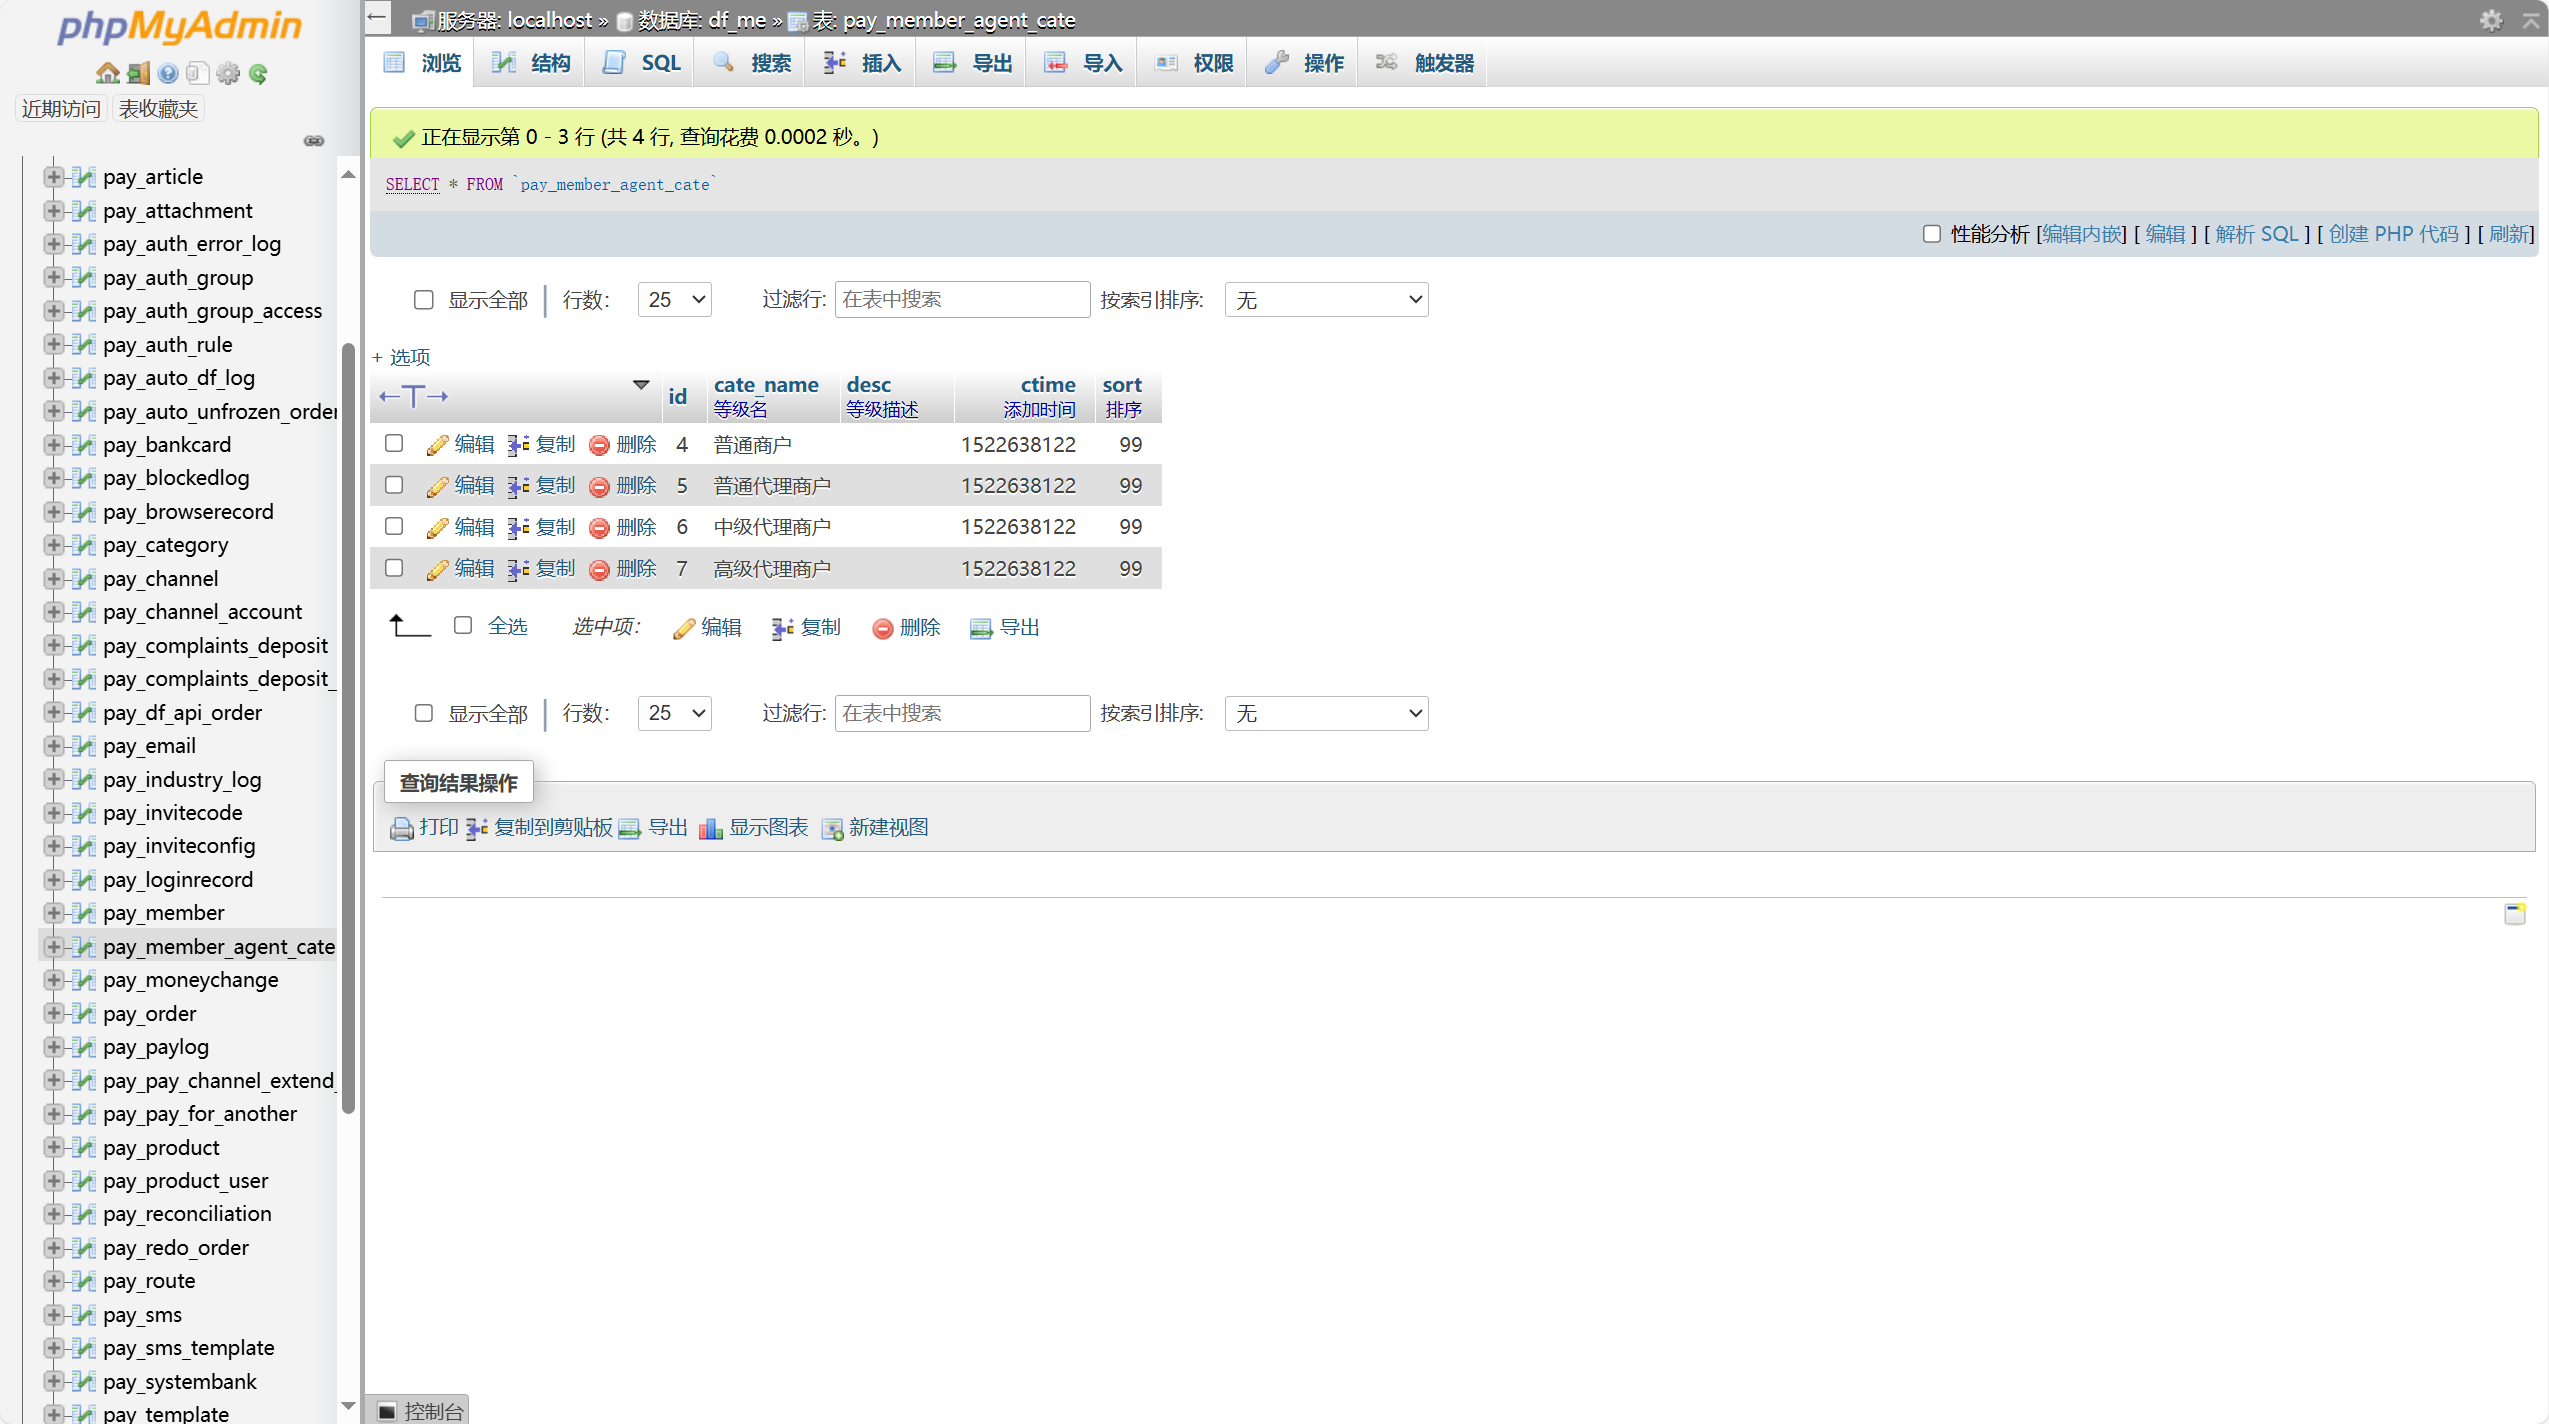 phpMyAdmin
近期访问 表收藏夹
pay_article
pay_attachment
pay_auth_error_log
pay_auth_group
pay_auth_group_access
pay_auth_rule
pay_auto_df_log
pay_auto_unfrozen_order
pay_bankcard
pay_blockedlog
pay_browserecord
pay_category
pay_channel
pay_channel_account
pay_complaints_deposit
pay_complaints_deposit_
pay_df_api_order
pay_email
pay_industry_log
pay_invitecode
pay_inviteconfig
pay_loginrecord
pay_member
pay_member_agent_cate
pay_moneychange
pay_order
pay_paylog
pay_pay_channel_extend_
pay_pay_for_another
pay_product
pay_product_user
pay_reconciliation
pay_redo_order
pay_route
pay_sms
pay_sms_template
pay_systembank
pay_template
服务器: localhost » 数据库: df_me » 表: pay_member_agent_cate
浏览 结构 SQL 搜索 插入 导出 导入 权限 操作 触发器
正在显示第 0 - 3 行 (共 4 行, 查询花费 0.0002 秒。)
SELECT * FROM `pay_member_agent_cate`
性能分析 [编辑内嵌] [ 编辑 ] [ 解析 SQL ] [ 创建 PHP 代码 ] [ 刷新]
显示全部 行数: 25 过滤行: 在表中搜索 按索引排序: 无
+ 选项
←T→ id cate_name desc ctime sort
等级名 等级描述 添加时间 排序
编辑 复制 删除 4 普通商户 1522638122 99
编辑 复制 删除 5 普通代理商户 1522638122 99
编辑 复制 删除 6 中级代理商户 1522638122 99
编辑 复制 删除 7 高级代理商户 1522638122 99
全选 选中项: 编辑 复制 删除 导出
显示全部 行数: 25 过滤行: 在表中搜索 按索引排序: 无
查询结果操作
打印 复制到剪贴板 导出 显示图表 新建视图
控制台